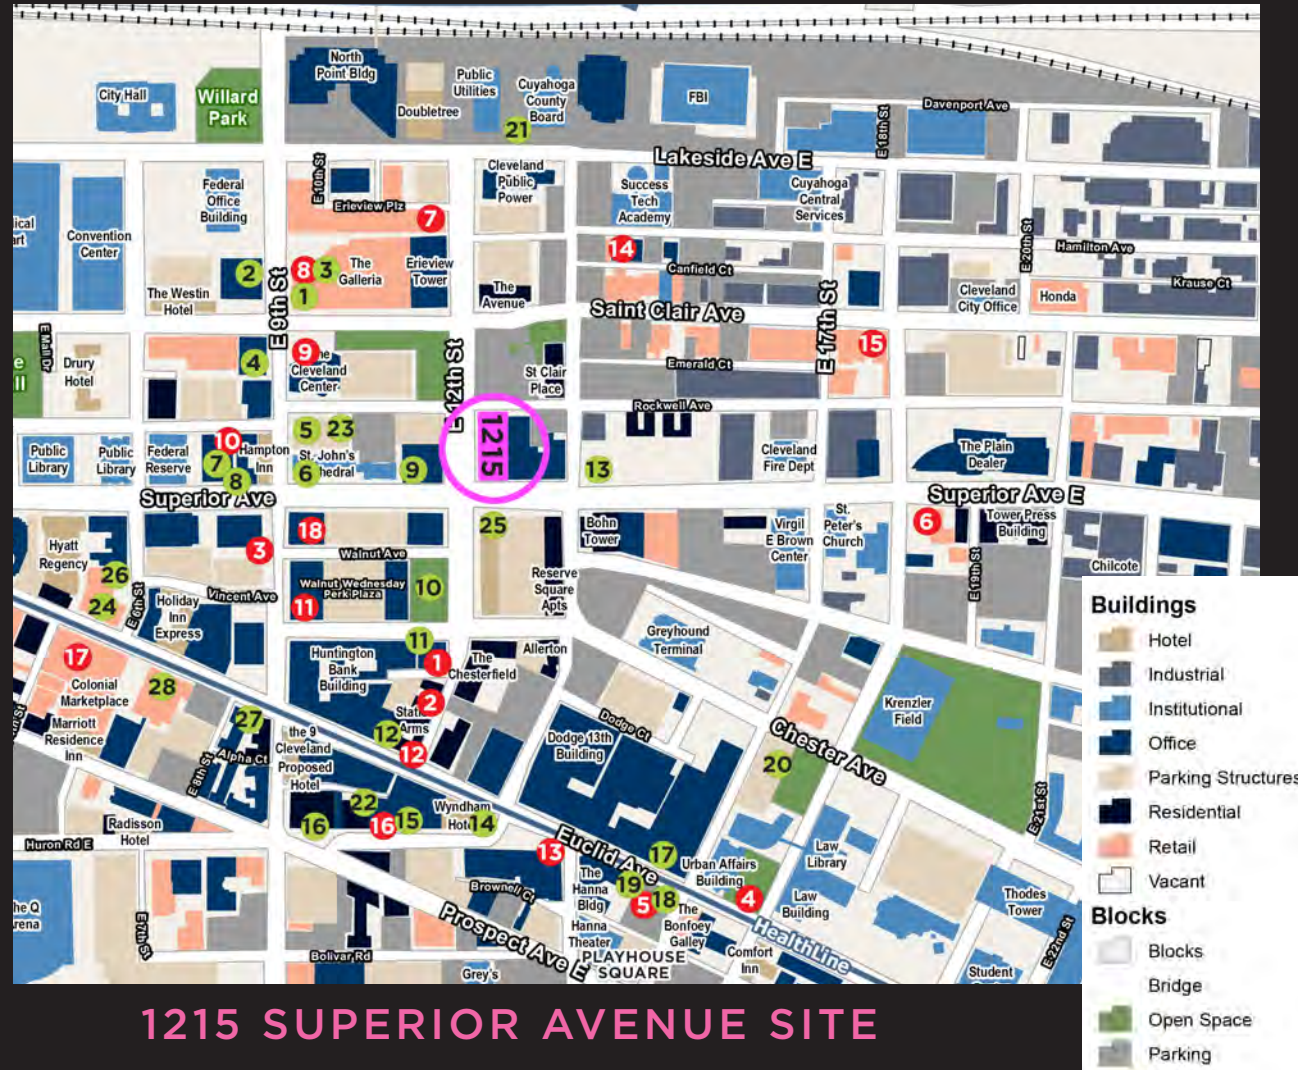 North
Point Bldg
City Hall
Willard
Park
Doubletree
Public
Utilities
Cuyahoga
County
Board
21
FBI
Davenport Ave
E 18th St
Lakeside Ave E
Federal
Office
Building
E 10th St
Erieview Plz
7
Cleveland
Public
Power
Success
Tech
Academy
Cuyahoga
Central
Services
Convention
Center
2
8
3
1
The
Galleria
Erieview
Tower
14
Canfield Ct
E 20th St
Hamilton Ave
Krause Ct
The Westin
Hotel
E 9th St
The
Avenue
Saint Clair Ave
E 17th St
Cleveland
City Office
Honda
E Mall Dr
Drury
Hotel
4
9
Cleveland
Center
E 12th St
St Clair
Place
Emerald Ct
15
Rockwell Ave
Public
Library
Public
Library
Federal
Reserve
10
7
8
Hampton
Inn
5
23
St. John's
6
9
1215
13
Cleveland
Fire Dept
The Plain
Dealer
Superior Ave
Superior Ave E
Hyatt
Regency
3
18
Walnut Ave
25
Bohn
Tower
Virgil
E Brown
Center
St.
Peter's
Church
6
Tower Press
Building
E 19th St
Chilcote
26
24
E 6th St
Vincent Ave
Holiday
Inn
Express
Walnut Wednesday
Perk Plaza
11
10
Reserve
Square
Apts
Greyhound
Terminal
17
Colonial
Marketplace
28
Huntington
Bank
Building
11
1
The
Chesterfield
Allerton
2
Arms
12
12
Marriott
Residence
Inn
27
E 8th St
Alpha Ct
the 9
Cleveland
Proposed
Hotel
Dodge Ct
Dodge 13th
Building
Krenzler
Field
Chester Ave
20
E 21st St
Radisson
Hotel
16
22
16
15
Wyndham
14
Huron Rd E
13
Euclid Ave
17
Urban Affairs
Building
Law
Library
Law
Building
Thodes
Tower
The
Hanna
Bldg
19
5
18
4
The
Bonfoey
Galley
Brownell Ct
Prospect Ave E
Hanna
Theater
PLAYHOUSE
SQUARE
HealthLine
Comfort
Inn
E 22nd St
Student
E 7th St
Bolivar Rd
Grey's
Buildings
Hotel
Industrial
Institutional
Office
Parking Structures
Residential
Retail
Vacant
Blocks
Blocks
Bridge
Open Space
Parking
1215 SUPERIOR AVENUE SITE